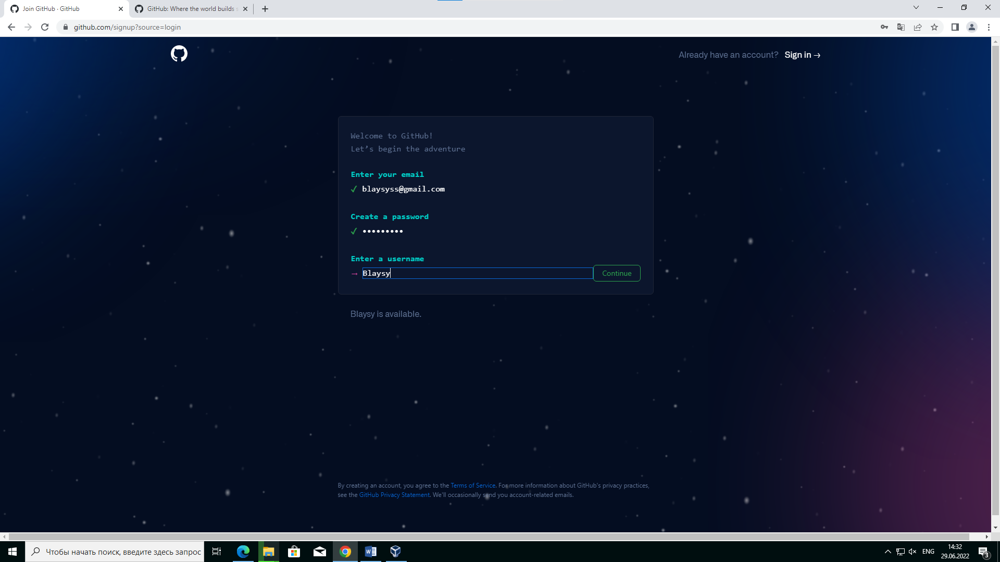 Join GitHub · GitHub
GitHub: Where the world builds s
github.com/signup?source=login
Already have an account? Sign in →
Welcome to GitHub!
Let’s begin the adventure
Enter your email
✓ blaysyss@gmail.com
Create a password
✓ •••••••••
Enter a username
→ Blaysy
Continue
Blaysy is available.
By creating an account, you agree to the Terms of Service. For more information about GitHub's privacy practices,
see the GitHub Privacy Statement. We'll occasionally send you account-related emails.
Чтобы начать поиск, введите здесь запрос
ENG
14:32
29.06.2022
3